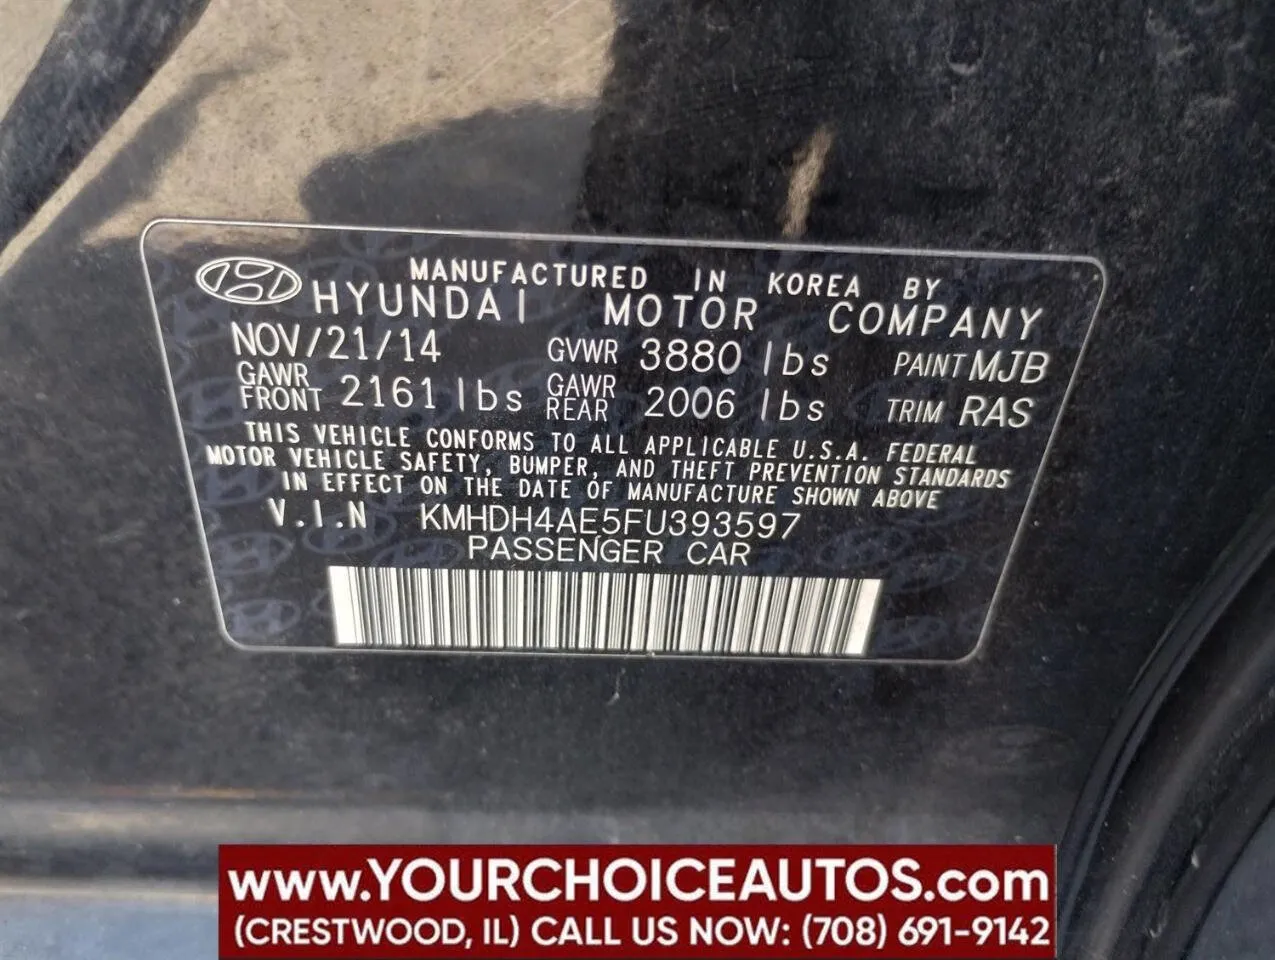 MANUFACTURED IN KOREA BY
HYUNDAI MOTOR COMPANY
NOV/21/14 GVWR 3880 lbs PAINT MJB
GAWR FRONT 2161 lbs GAWR REAR 2006 lbs TRIM RAS
THIS VEHICLE CONFORMS TO ALL APPLICABLE U.S.A. FEDERAL
MOTOR VEHICLE SAFETY, BUMPER, AND THEFT PREVENTION STANDARDS
IN EFFECT ON THE DATE OF MANUFACTURE SHOWN ABOVE
V.I.N KMHDH4AE5FU393597
PASSENGER CAR
www.YOURCHOICEAUTOS.com
(CRESTWOOD, IL) CALL US NOW: (708) 691-9142